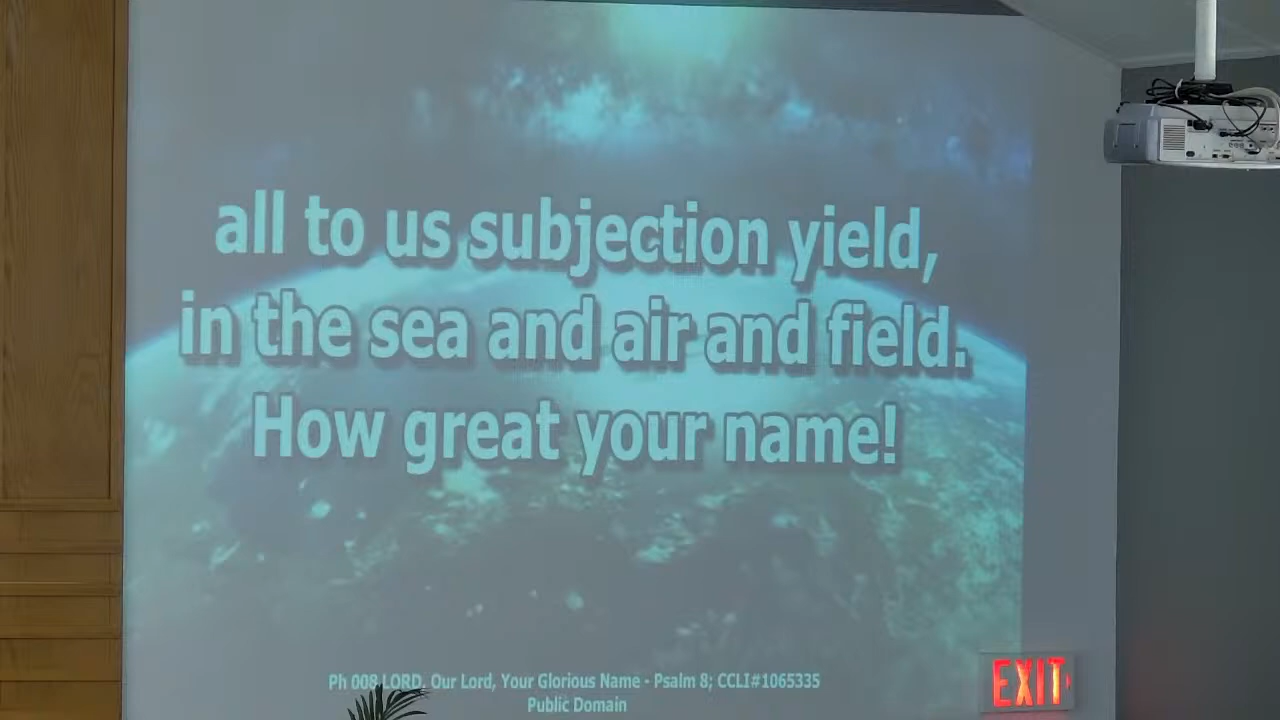 all to us subjection yield,
in the sea and air and field.
How great your name!
Ph 008 LORD, Our Lord, Your Glorious Name - Psalm 8; CCLI#1065335
Public Domain
EXIT